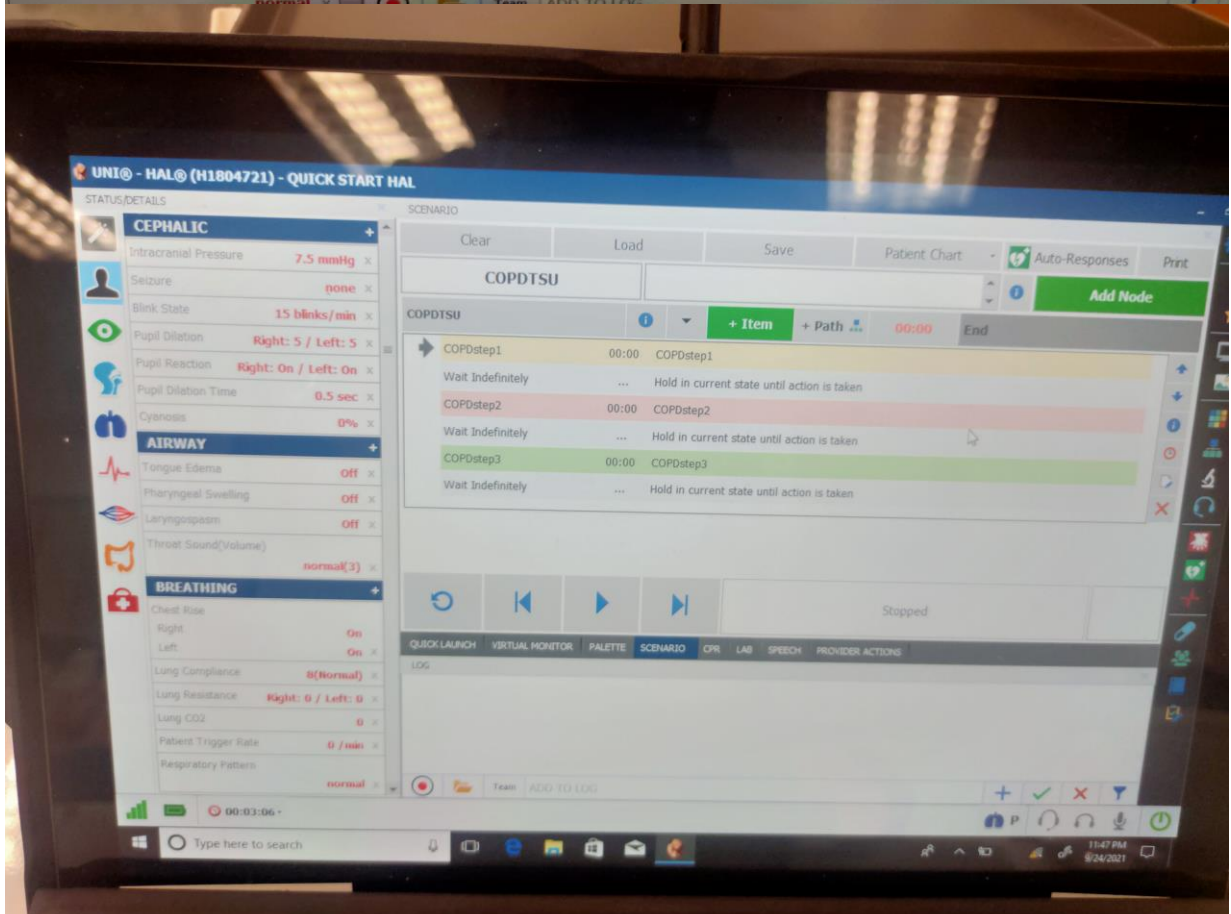 UNI® - HAL® (H1804721) - QUICK START HAL
STATUS/DETAILS
CEPHALIC +
Intracranial Pressure 7.5 mmHg ×
Seizure none ×
Blink State 15 blinks/min ×
Pupil Dilation Right: 5 / Left: 5 ×
Pupil Reaction Right: On / Left: On ×
Pupil Dilation Time 0.5 sec ×
Cyanosis 0% ×
AIRWAY +
Tongue Edema Off ×
Pharyngeal Swelling Off ×
Laryngospasm Off ×
Throat Sound(Volume)
normal(3) ×
BREATHING +
Chest Rise
Right On
Left On ×
Lung Compliance 8(Normal) ×
Lung Resistance Right: 0 / Left: 0 ×
Lung CO2 0 ×
Patient Trigger Rate 0 /min ×
Respiratory Pattern
normal ×
SCENARIO
Clear Load Save Patient Chart Auto-Responses Print
COPDTSU Add Node
COPDTSU + Item + Path 00:00 End
COPDstep1 00:00 COPDstep1
Wait Indefinitely ... Hold in current state until action is taken
COPDstep2 00:00 COPDstep2
Wait Indefinitely ... Hold in current state until action is taken
COPDstep3 00:00 COPDstep3
Wait Indefinitely ... Hold in current state until action is taken
Stopped
QUICK LAUNCH VIRTUAL MONITOR PALETTE SCENARIO CPR LAB SPEECH PROVIDER ACTIONS
LOG
Team ADD TO LOG
00:03:06
P
Type here to search
11:47 PM
9/24/2021